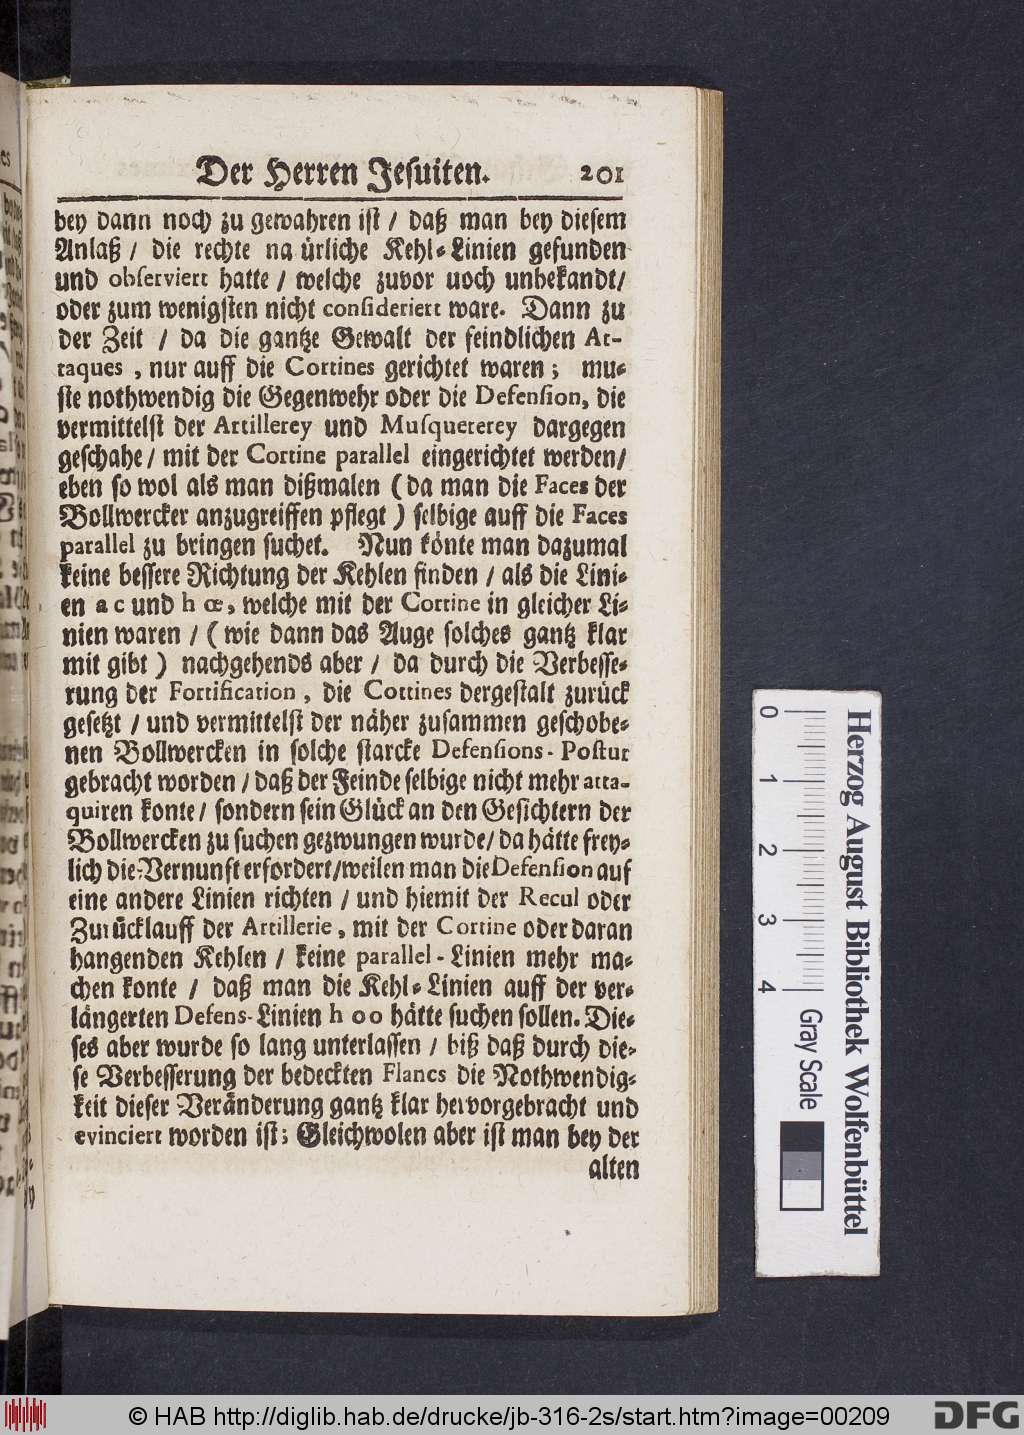 Der Herren Jesuiten. 201
bey dann noch zu gewahren ist / daß man bey diesem
Anlaß / die rechte na ürliche Kehl-Linien gefunden
und observiert hatte / welche zuvor uoch unbekandt /
oder zum wenigsten nicht consideriert ware. Dann zu
der Zeit / da die gantze Gewalt der feindlichen At-
taques , nur auff die Cortines gerichtet waren ; mu-
ste nothwendig die Gegenwehr oder die Defension, die
vermittelst der Artillerey und Musqueterey dargegen
geschahe / mit der Cortine parallel eingerichtet werden /
eben so wol als man dißmalen ( da man die Faces der
Bollwercker anzugreiffen pflegt ) selbige auff die Faces
parallel zu bringen suchet. Nun könte man dazumal
keine bessere Richtung der Kehlen finden / als die Lini-
en a c und h œ, welche mit der Cortine in gleicher Li-
nien waren / ( wie dann das Auge solches gantz klar
mit gibt ) nachgehends aber / da durch die Verbesse-
rung der Fortification , die Cortines dergestalt zurück
gesetzt / und vermittelst der näher zusammen geschobe-
nen Bollwercken in solche starcke Defensions-Postur
gebracht worden / daß der Feinde selbige nicht mehr atta-
quiren konte / sondern sein Glück an den Gesichtern der
Bollwercken zu suchen gezwungen wurde / da hätte frey-
lich die Vernunft erfordert / weilen man die Defension auf
eine andere Linien richten / und hiemit der Recul oder
Zurücklauff der Artillerie, mit der Cortine oder daran
hangenden Kehlen / keine parallel-Linien mehr ma-
chen konte / daß man die Kehl-Linien auff der ver-
längerten Defens-Linien h o o hätte suchen sollen. Die-
ses aber wurde so lang unterlassen / biß daß durch die-
se Verbesserung der bedeckten Flancs die Nothwendig-
keit dieser Veränderung gantz klar hervorgebracht und
evinciert worden ist ; Gleichwolen aber ist man bey der
alten
0 1 2 3 4
Herzog August Bibliothek Wolfenbüttel
Gray Scale
© HAB http://diglib.hab.de/drucke/jb-316-2s/start.htm?image=00209
DFG